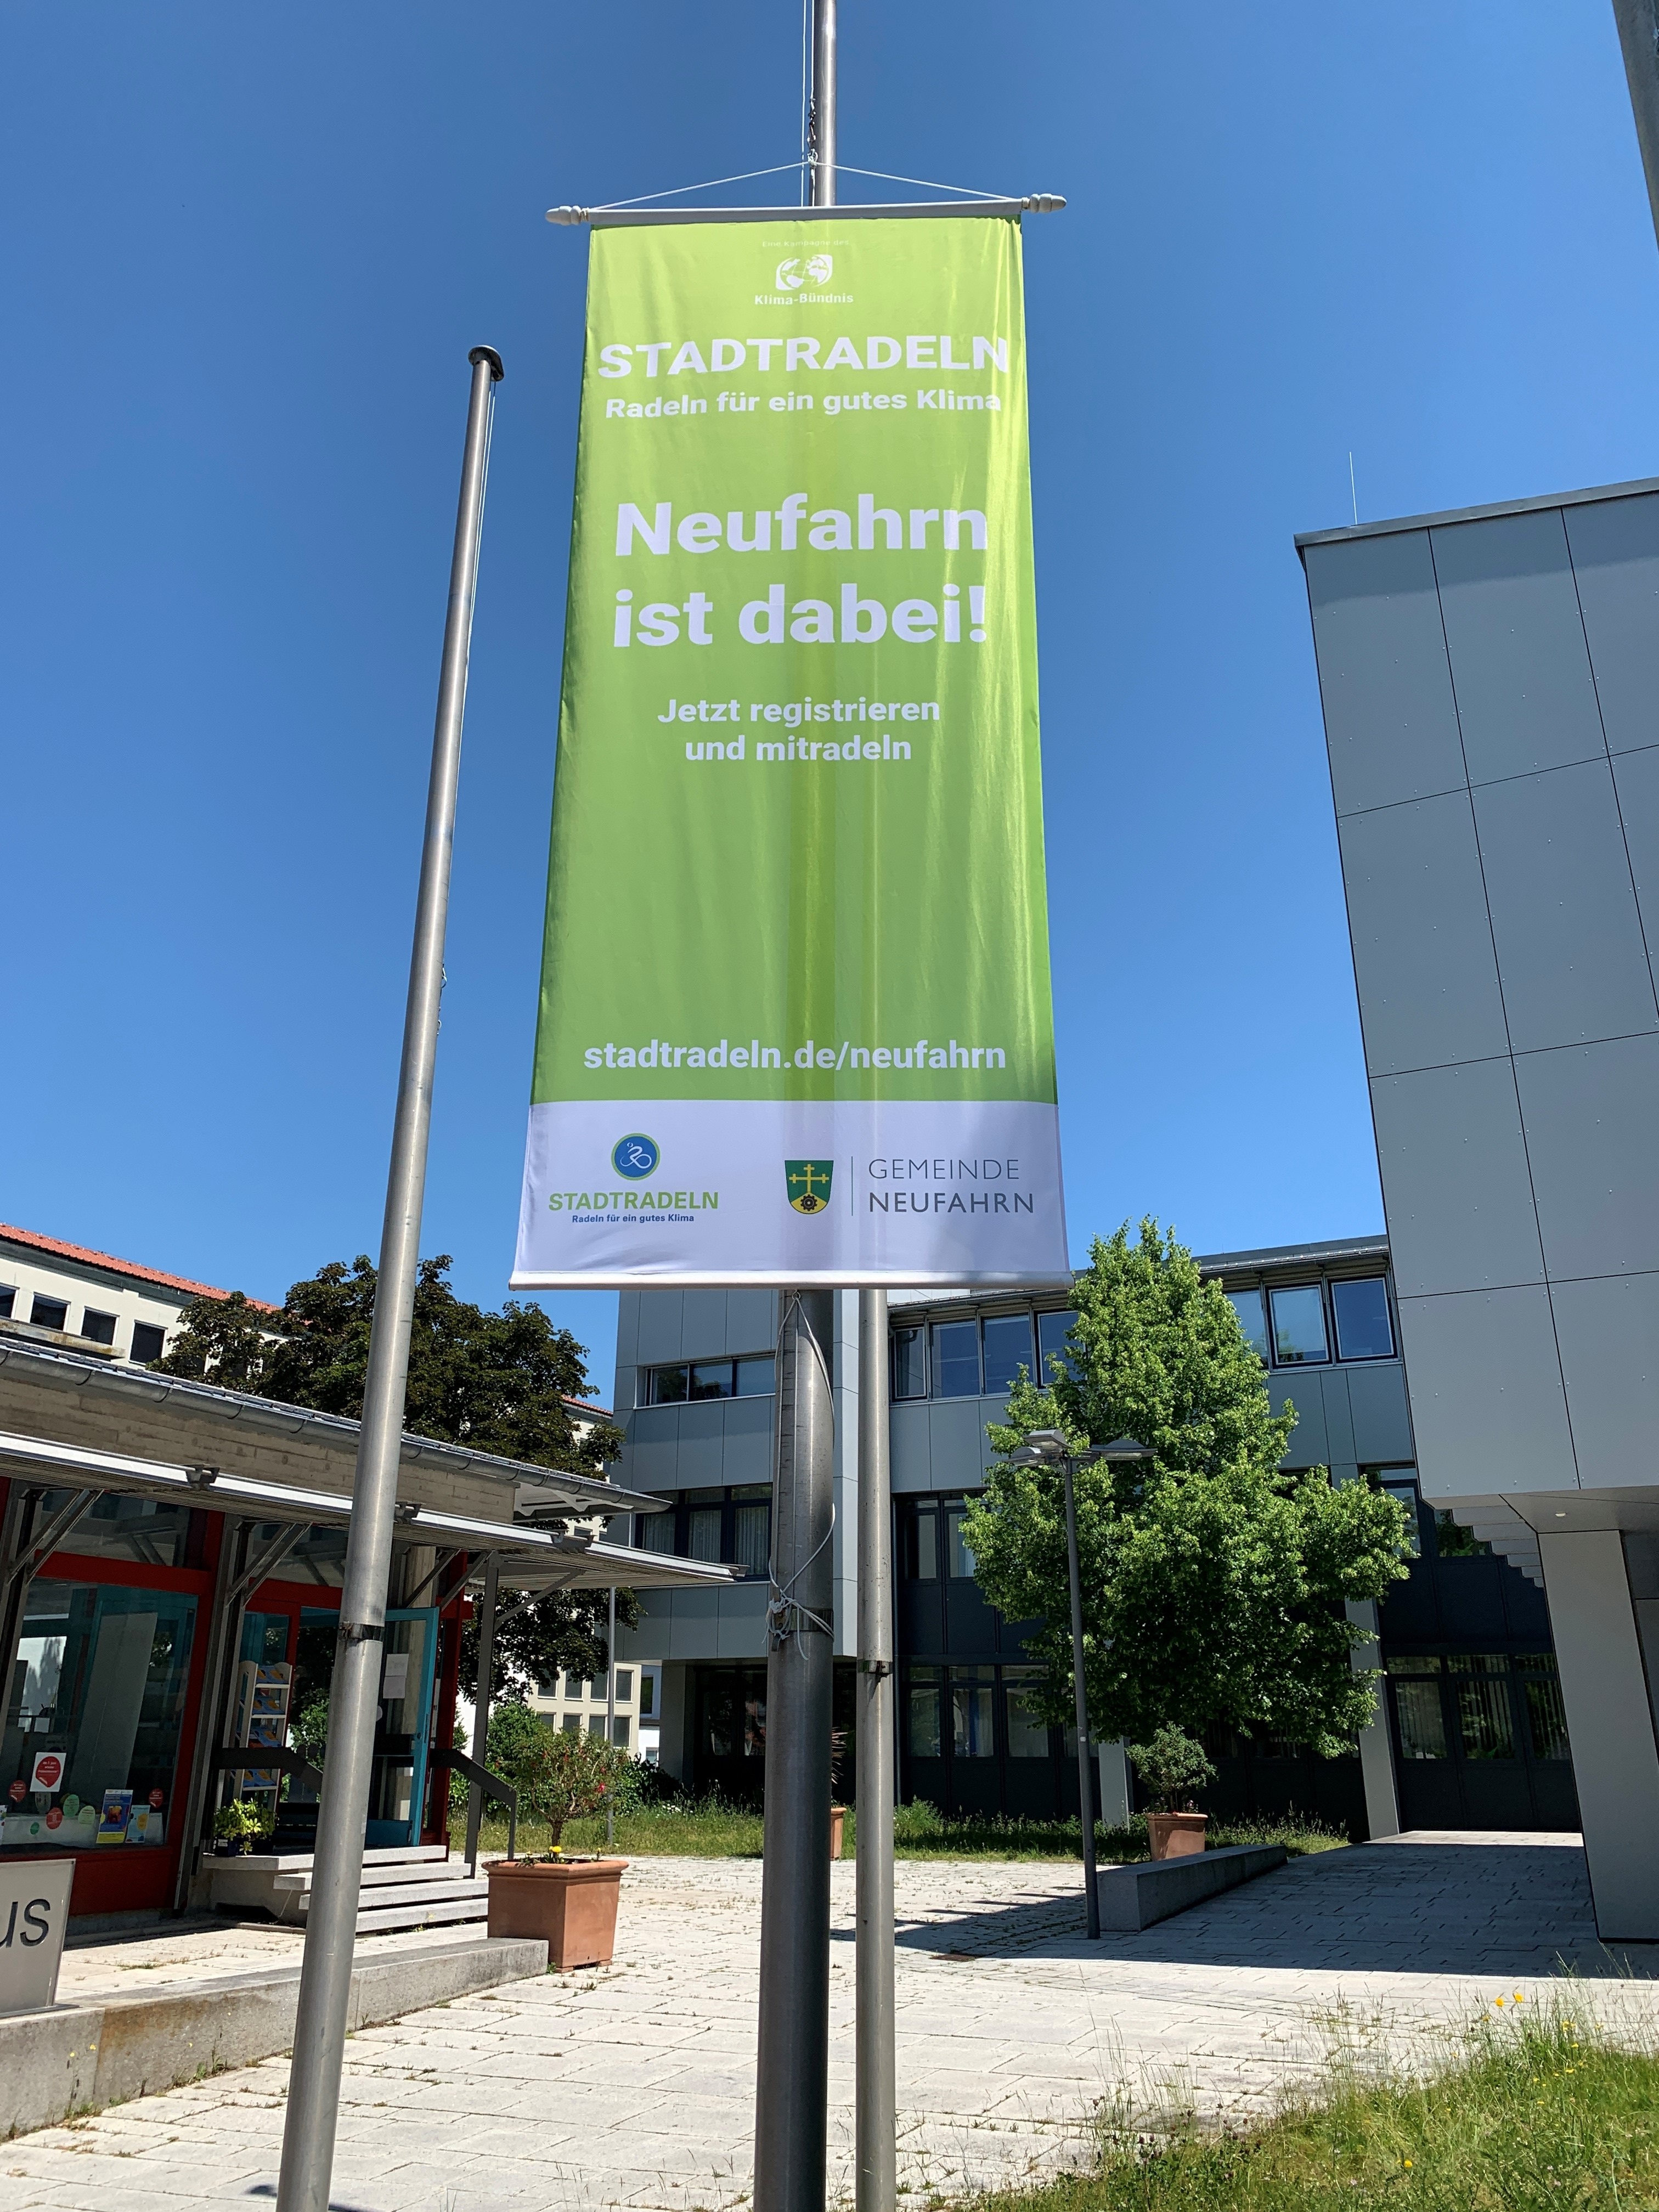 Eine Kampagne des
Klima-Bündnis
STADTRADELN
Radeln für ein gutes Klima
Neufahrn
ist dabei!
Jetzt registrieren
und mitradeln
stadtradeln.de/neufahrn
STADTRADELN
Radeln für ein gutes Klima
GEMEINDE
NEUFAHRN
us